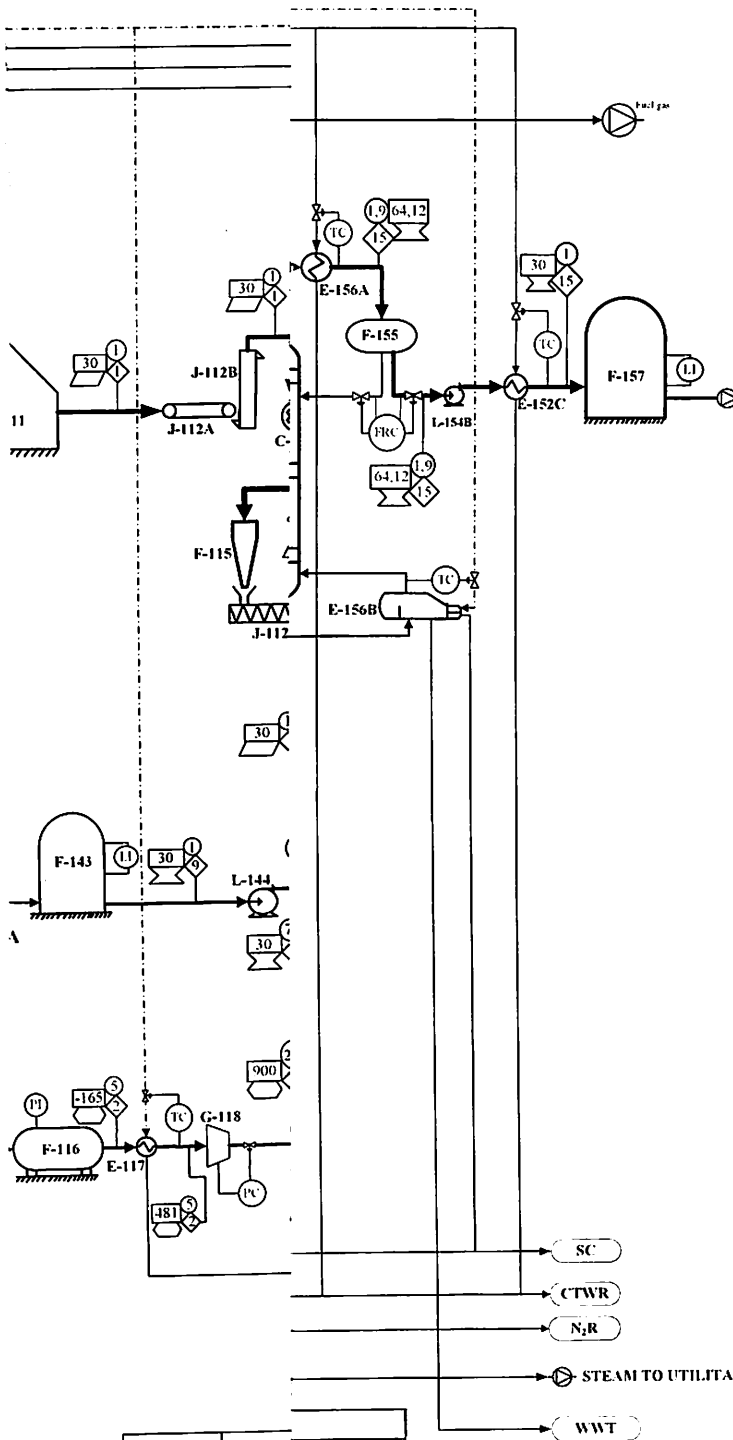 Fuel gas
1,9
64,12
TC
15
1
30
1
E-156A
1
30
15
F-155
1
30
1
J-112B
TC
F-157
LI
11
J-112A
C-
FRC
L-154B
E-152C
64,12
1,9
15
F-115
TC
E-156B
J-112
30
F-143
LI
1
30
9
L-144
A
30
900
PI
-165
5
2
TC
G-118
F-116
E-117
PC
481
5
2
SC
CTWR
N₂R
STEAM TO UTILITA
WWT